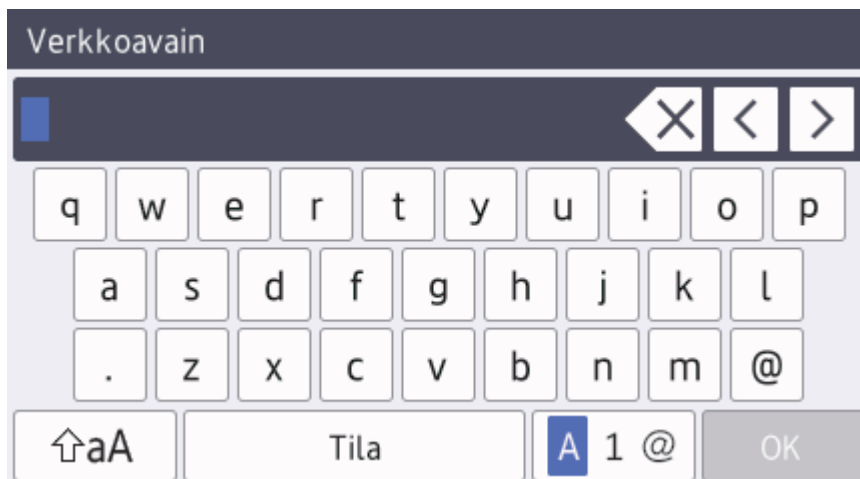 Verkkoavain
q w e r t y u i o p
a s d f g h j k l
. z x c v b n m @
aA Tila A 1 @ OK